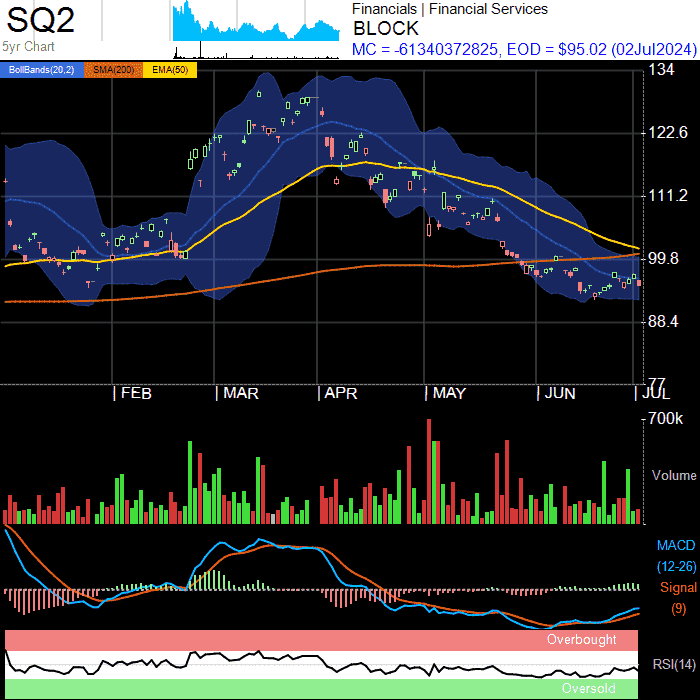 SQ2
5yr Chart
Financials | Financial Services
BLOCK
MC = -61340372825, EOD = $95.02 (02Jul2024)
BollBands(20,2) SMA(200) EMA(50)
134
122.6
111.2
99.8
88.4
77
FEB MAR APR MAY JUN JUL
700k
Volume
MACD
(12-26)
Signal
(9)
Overbought
RSI(14)
Oversold